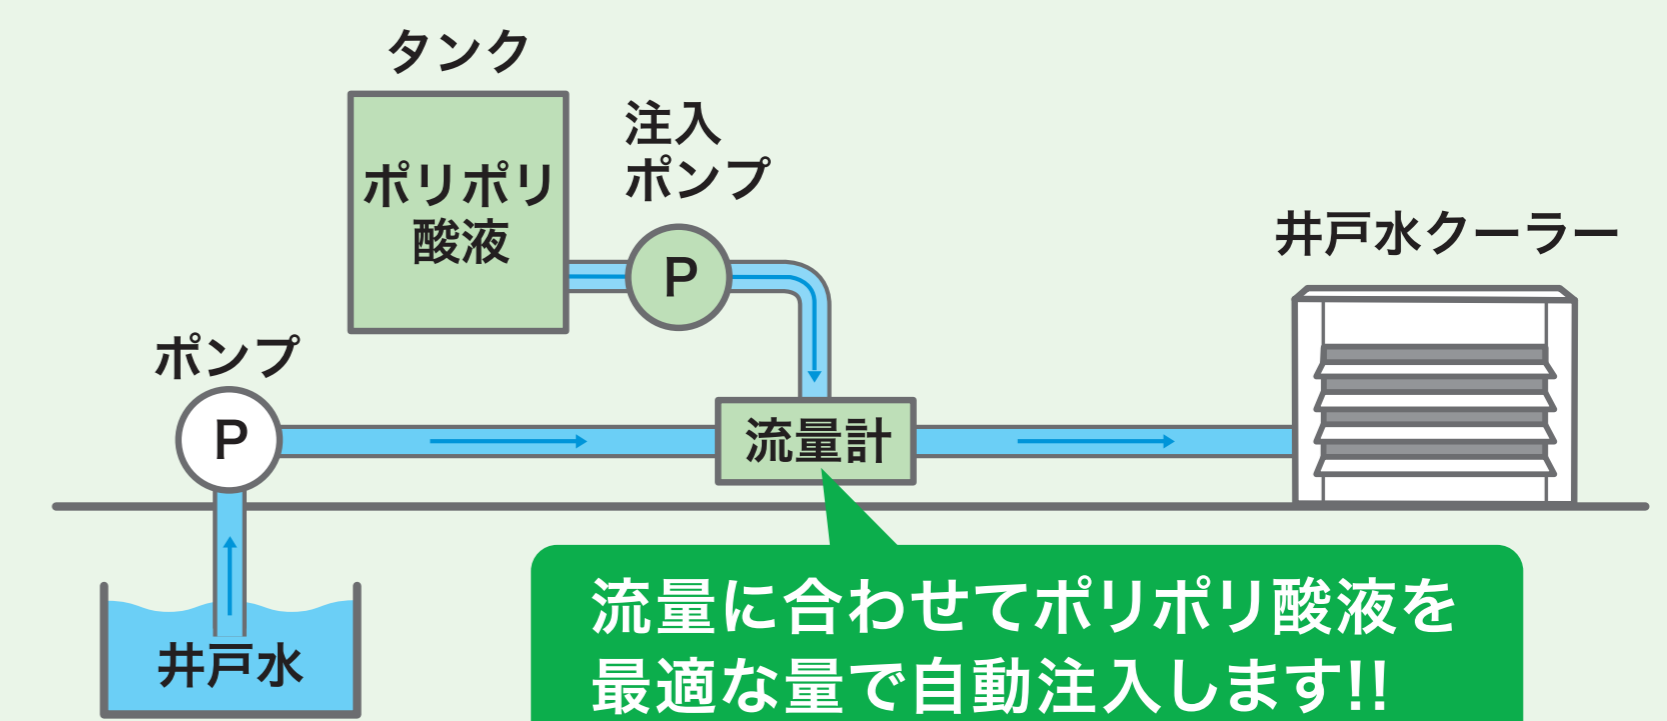 タンク
ポリポリ
酸液
注入
ポンプ
P
井戸水クーラー
ポンプ
P
流量計
井戸水
流量に合わせてポリポリ酸液を
最適な量で自動注入します!!